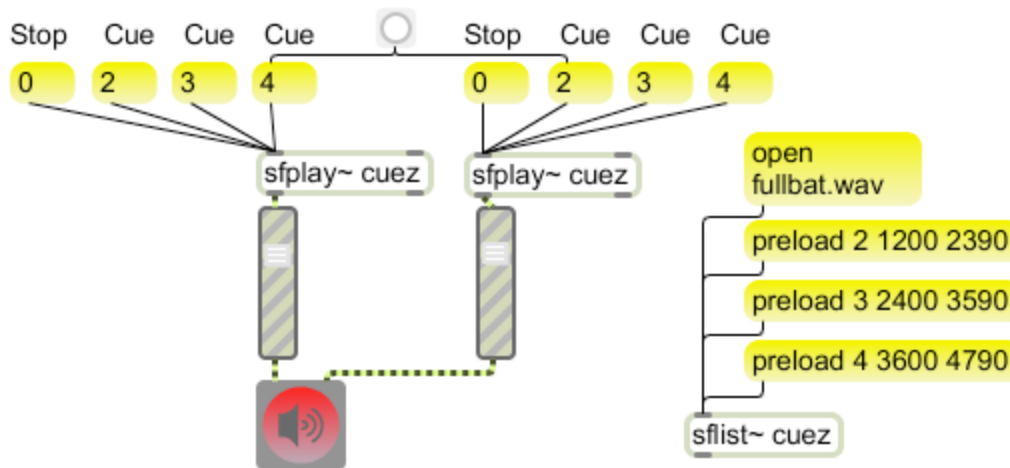 Stop Cue Cue Cue
0 2 3 4
sfplay~ cuez
Stop Cue Cue Cue
0 2 3 4
sfplay~ cuez
open
fullbat.wav
preload 2 1200 2390
preload 3 2400 3590
preload 4 3600 4790
sflist~ cuez